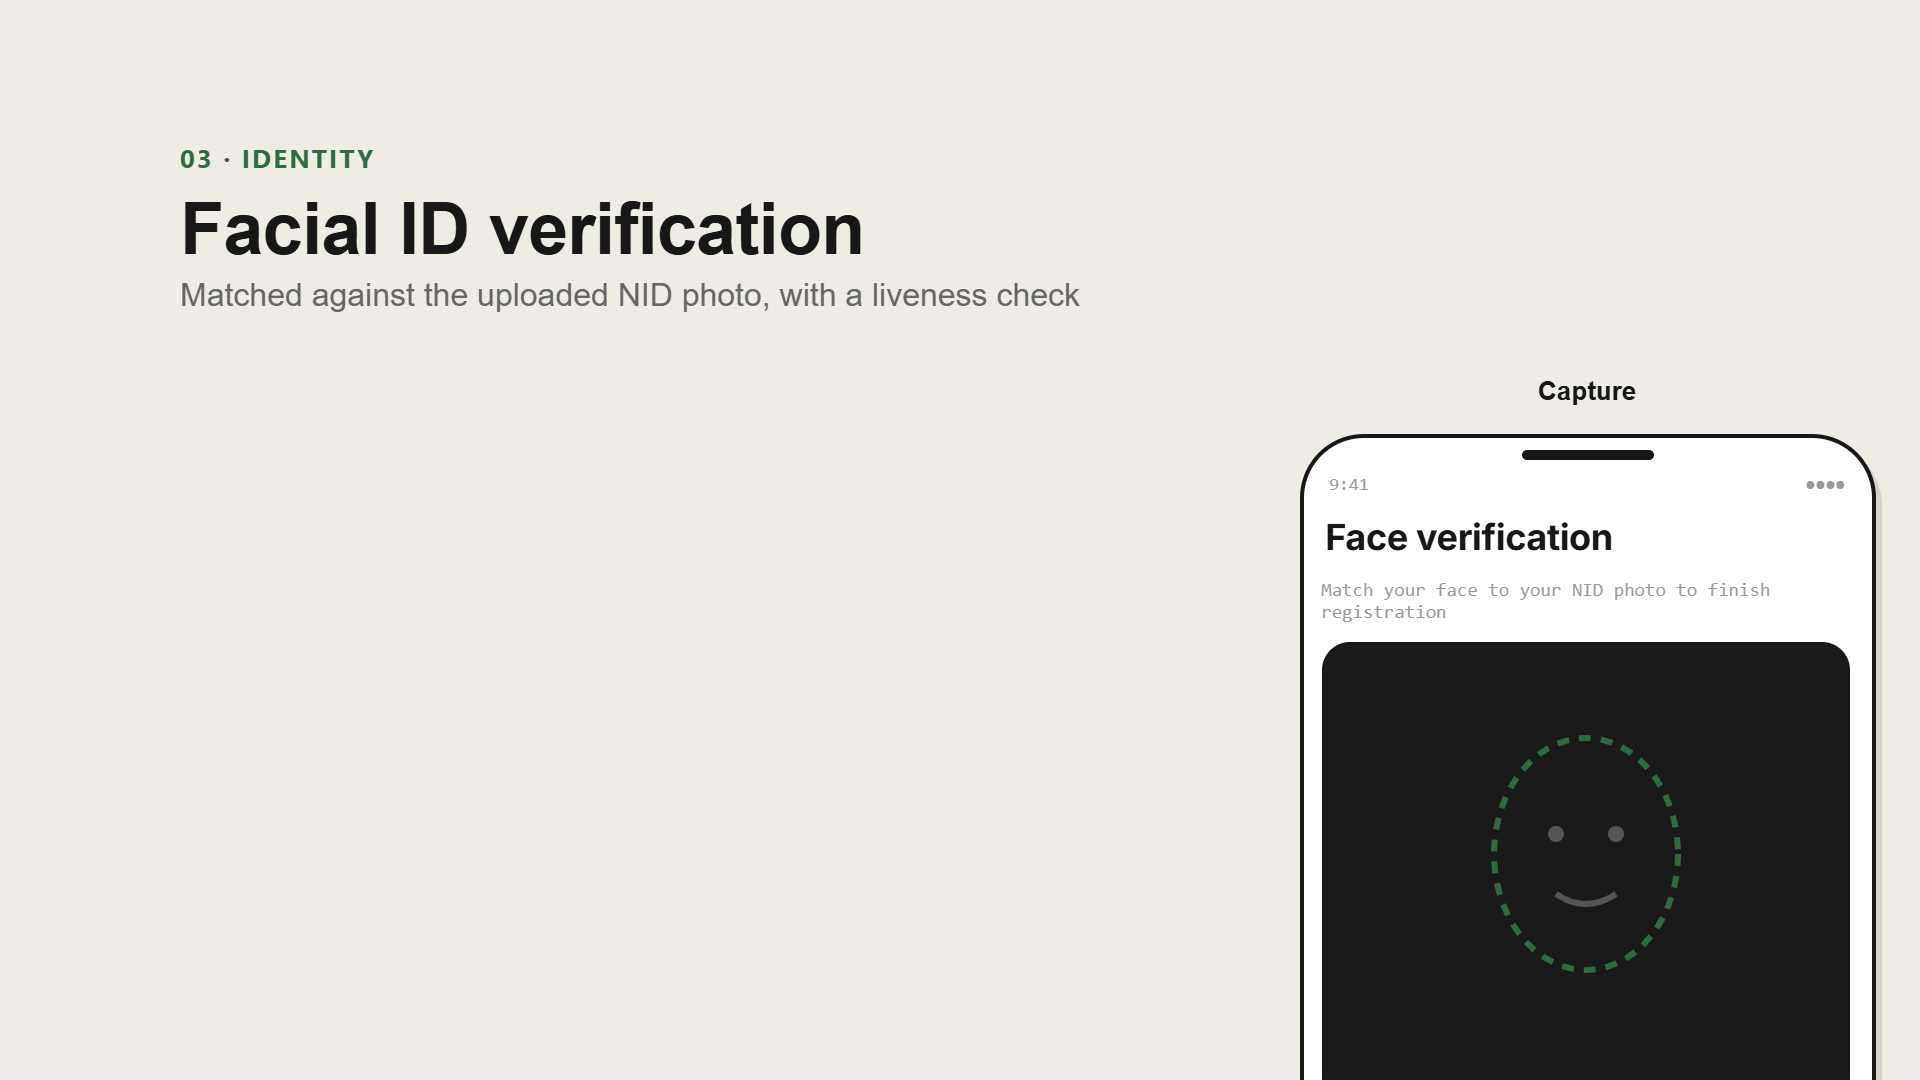 03 · IDENTITY
Facial ID verification
Matched against the uploaded NID photo, with a liveness check
Capture
9:41
Face verification
Match your face to your NID photo to finish
registration